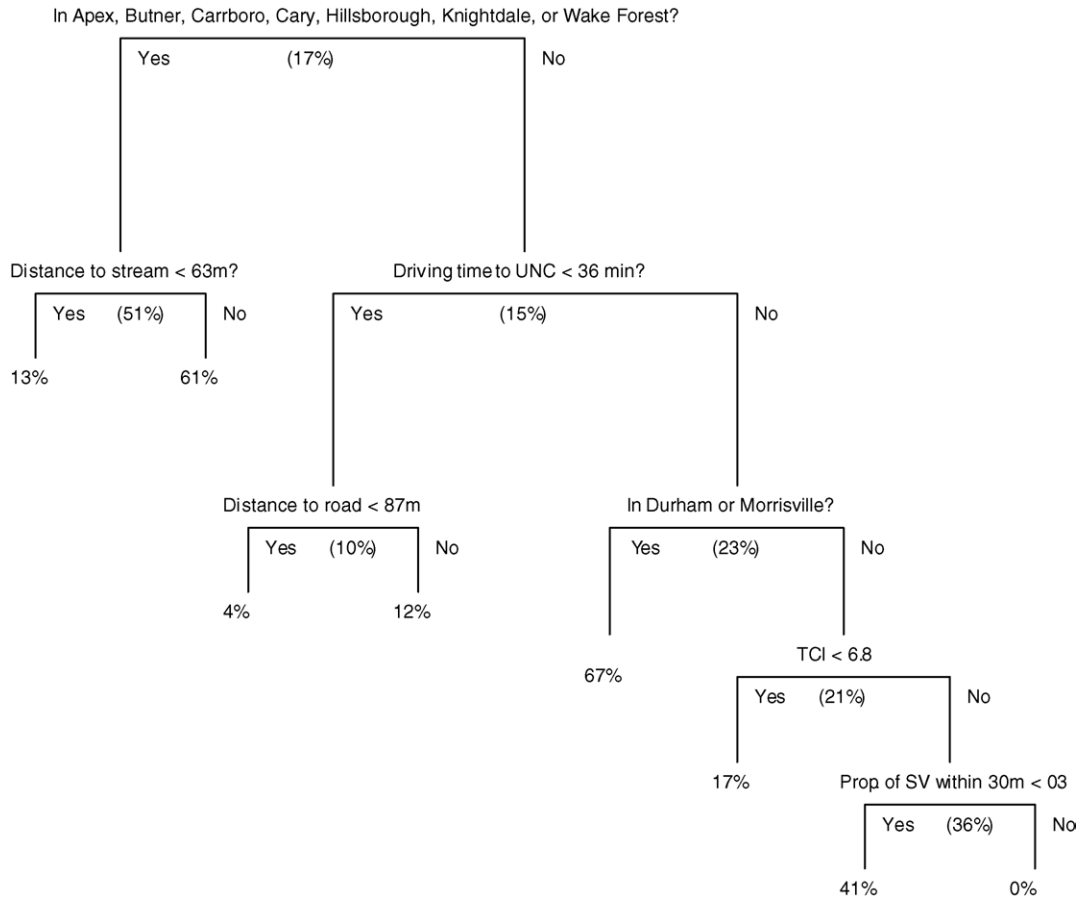 In Apex, Butner, Carrboro, Cary, Hillsborough, Knightdale, or Wake Forest?
Yes (17%) No
Distance to stream < 63m? Driving time to UNC < 36 min?
Yes (51%) No Yes (15%) No
13% 61%
Distance to road < 87m In Durham or Morrisville?
Yes (10%) No Yes (23%) No
4% 12%
TCI < 6.8
67%
Yes (21%) No
17% Prop. of SV within 30m < 03
Yes (36%) No
41% 0%